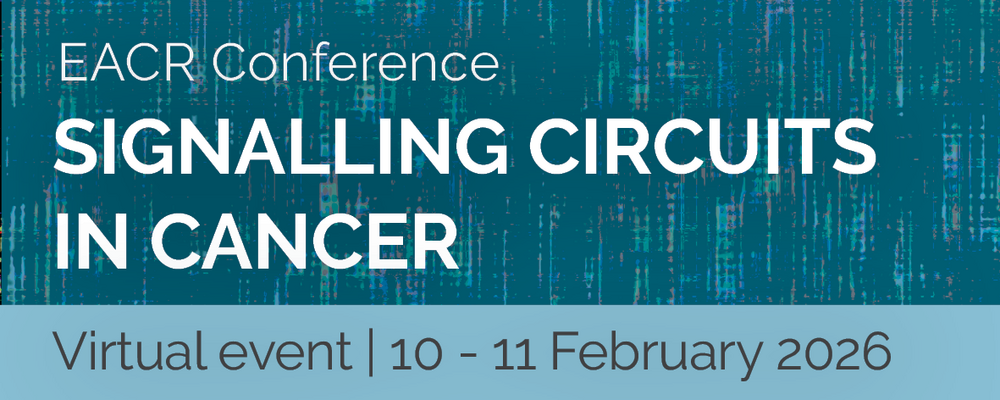 EACR Conference
SIGNALLING CIRCUITS
IN CANCER
Virtual event | 10 - 11 February 2026